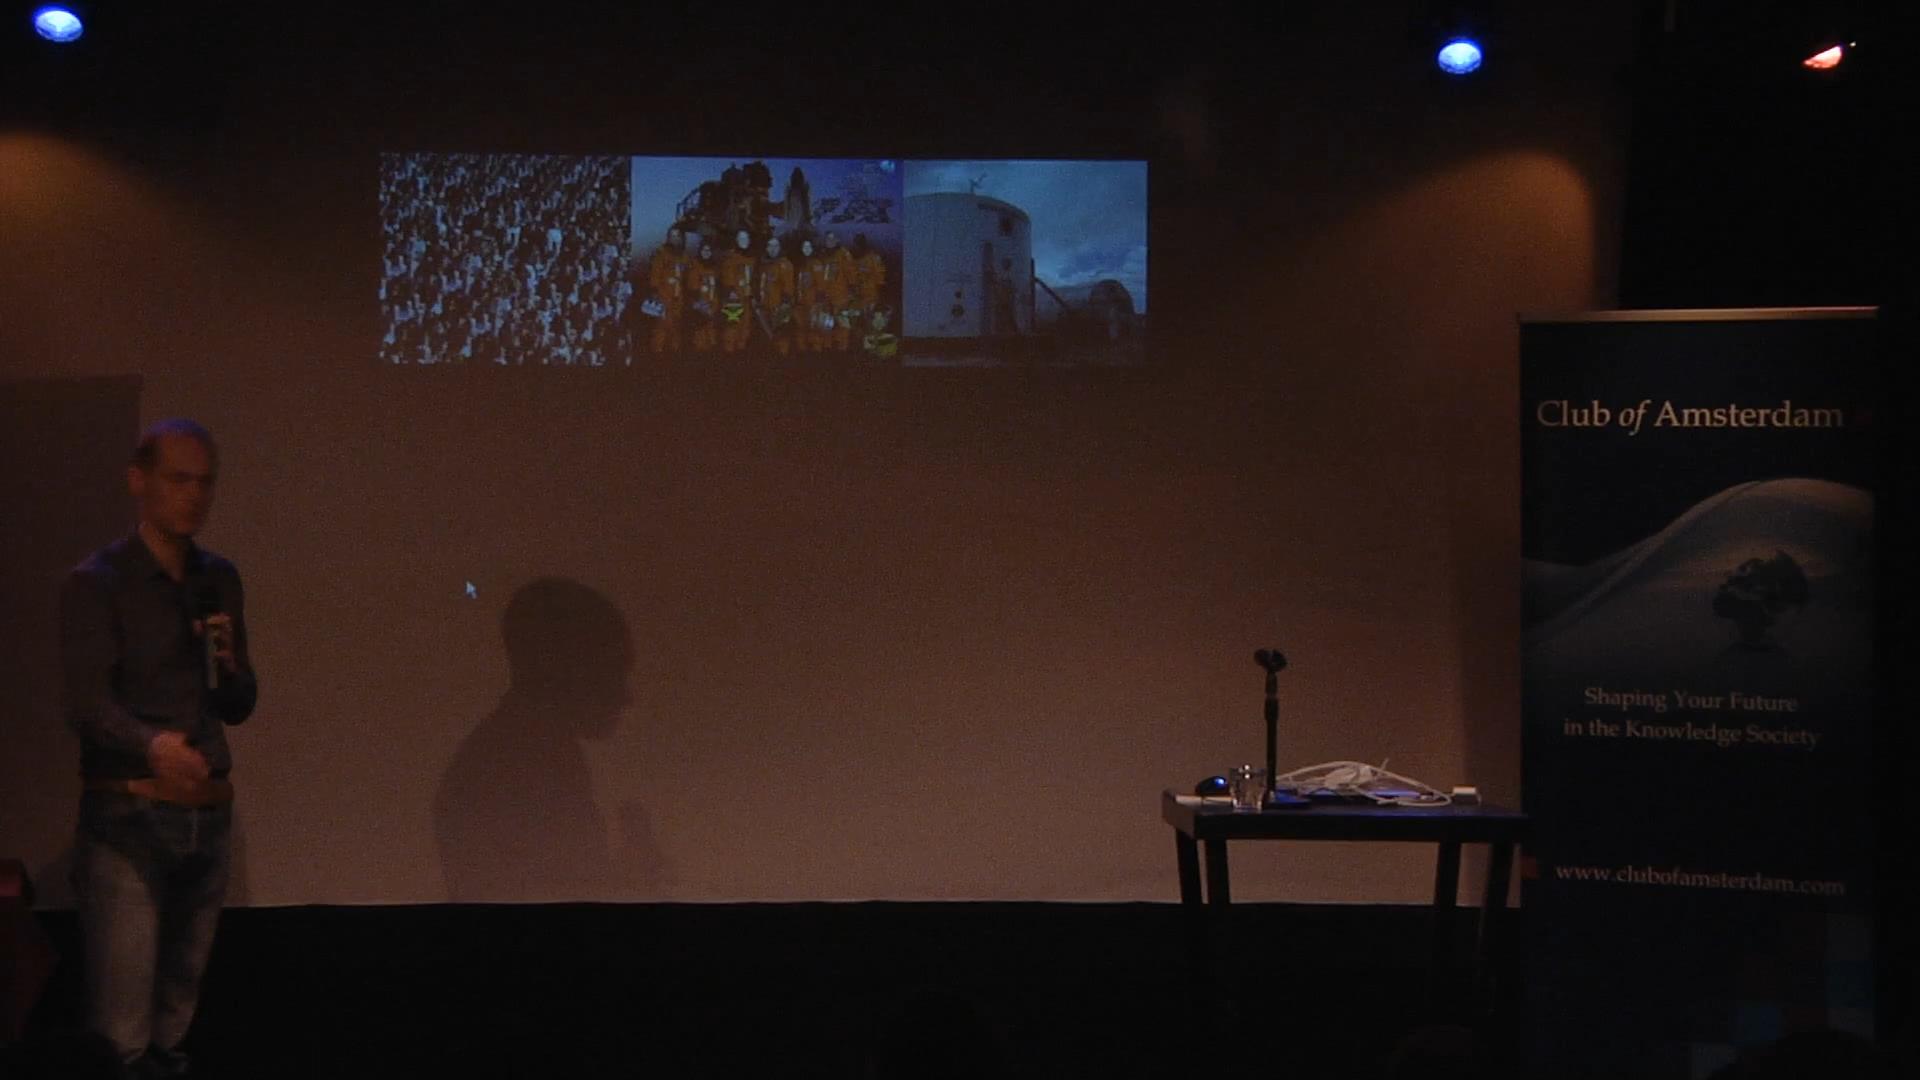 Club of Amsterdam
Shaping Your Future
in the Knowledge Society
www.clubofamsterdam.com